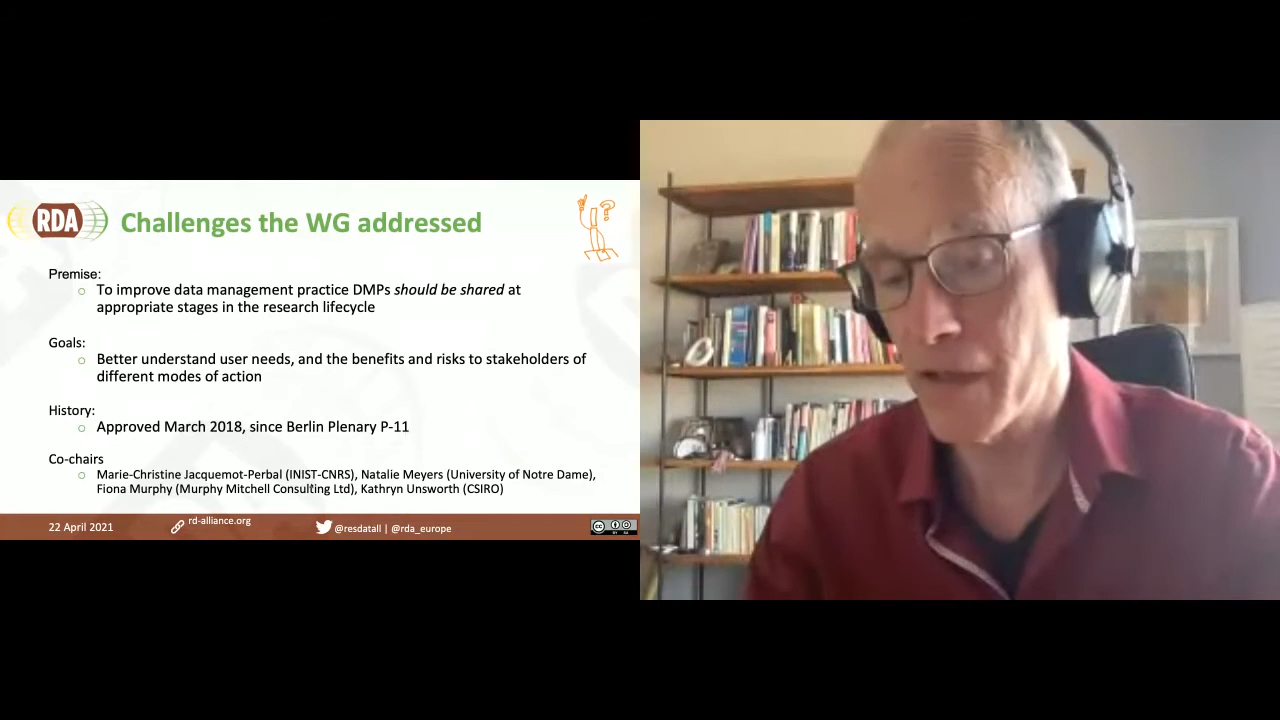 RDA
Challenges the WG addressed
Premise:
○ To improve data management practice DMPs should be shared at
appropriate stages in the research lifecycle
Goals:
○ Better understand user needs, and the benefits and risks to stakeholders of
different modes of action
History:
○ Approved March 2018, since Berlin Plenary P-11
Co-chairs
○ Marie-Christine Jacquemot-Perbal (INIST-CNRS), Natalie Meyers (University of Notre Dame),
Fiona Murphy (Murphy Mitchell Consulting Ltd), Kathryn Unsworth (CSIRO)
22 April 2021
rd-alliance.org
@resdatall | @rda_europe
cc
BY SA